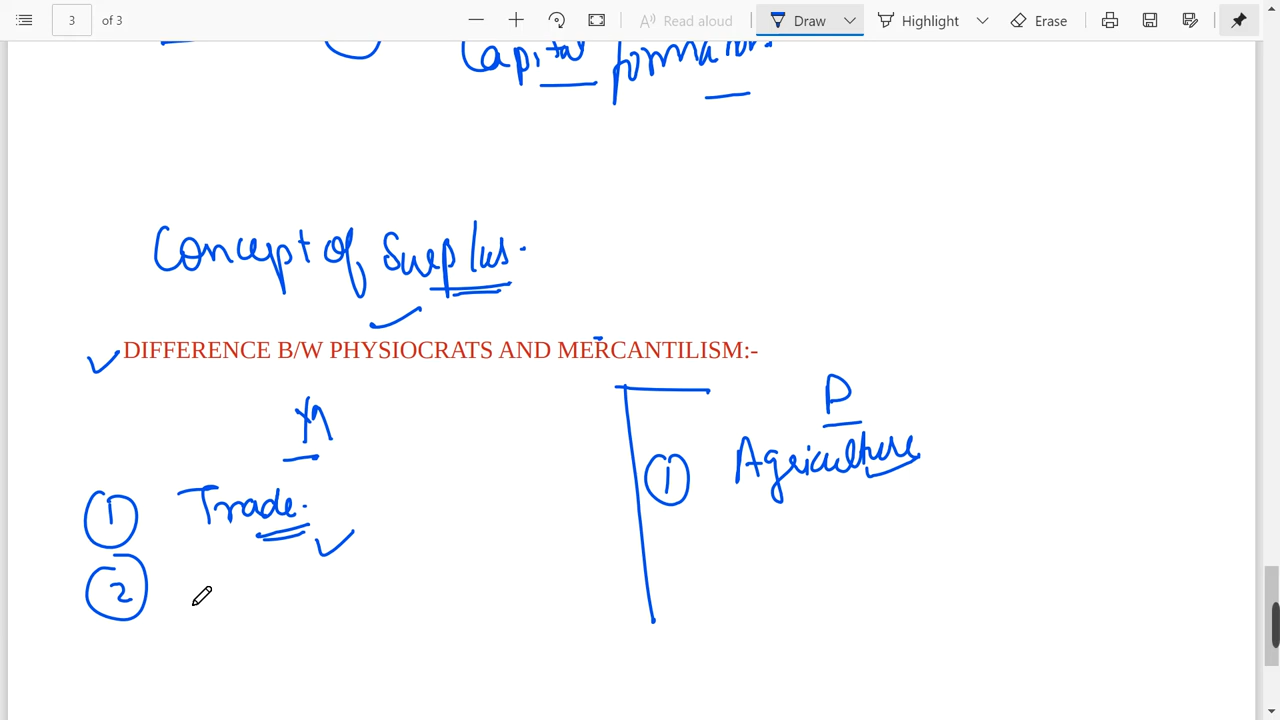 3 of 3 Read aloud Draw Highlight Erase
Capital formation.
Concept of Surplus.
DIFFERENCE B/W PHYSIOCRATS AND MERCANTILISM:-
M P
① Trade. ① Agriculture
②